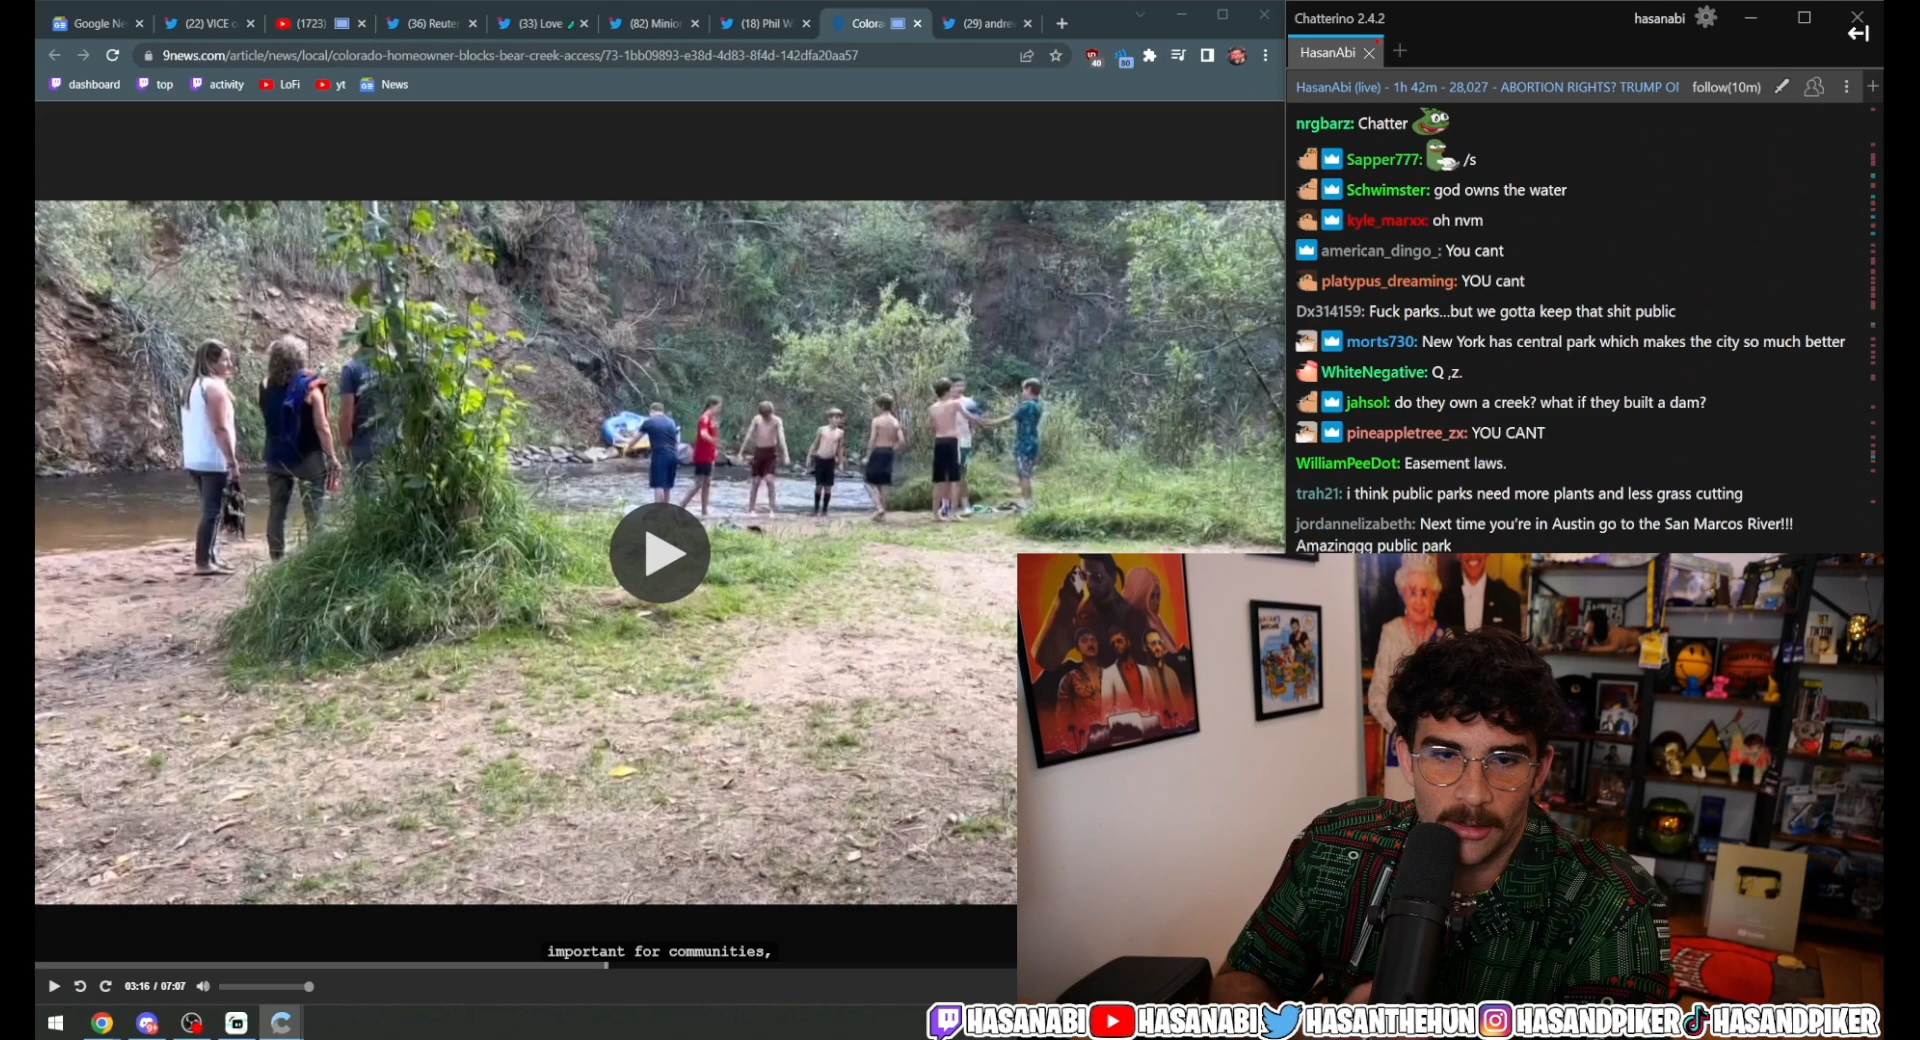 Google Ne
(22) VICE
(1723)
(36) Reuter
(33) Love
(82) Minior
(18) Phil W
Colora
(29) andre
9news.com/article/news/local/colorado-homeowner-blocks-bear-creek-access/73-1bb09893-e38d-4d83-8f4d-142dfa20aa57
40
80
dashboard
top
activity
LoFi
yt
News
important for communities,
03:16 / 07:07
Chatterino 2.4.2
hasanabi
HasanAbi
HasanAbi (live) - 1h 42m - 28,027 - ABORTION RIGHTS? TRUMP OI
follow(10m)
nrgbarz: Chatter
Sapper777: /s
Schwimster: god owns the water
kyle_marxx: oh nvm
american_dingo_: You cant
platypus_dreaming: YOU cant
Dx314159: Fuck parks...but we gotta keep that shit public
morts730: New York has central park which makes the city so much better
WhiteNegative: Q ,z.
jahsol: do they own a creek? what if they built a dam?
pineappletree_zx: YOU CANT
WilliamPeeDot: Easement laws.
trah21: i think public parks need more plants and less grass cutting
jordannelizabeth: Next time you're in Austin go to the San Marcos River!!!
Amazinggg public park
HASANABI HASANABI HASANTHEHUN HASANDPIKER HASANDPIKER